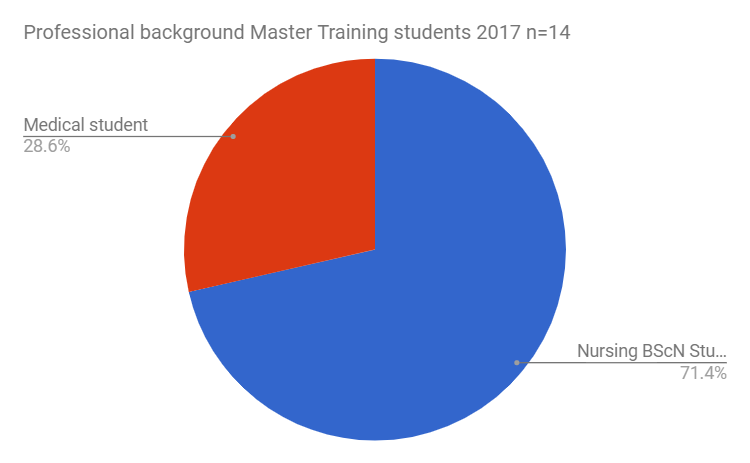 Professional background Master Training students 2017 n=14
Medical student
28.6%
Nursing BScN Stu...
71.4%